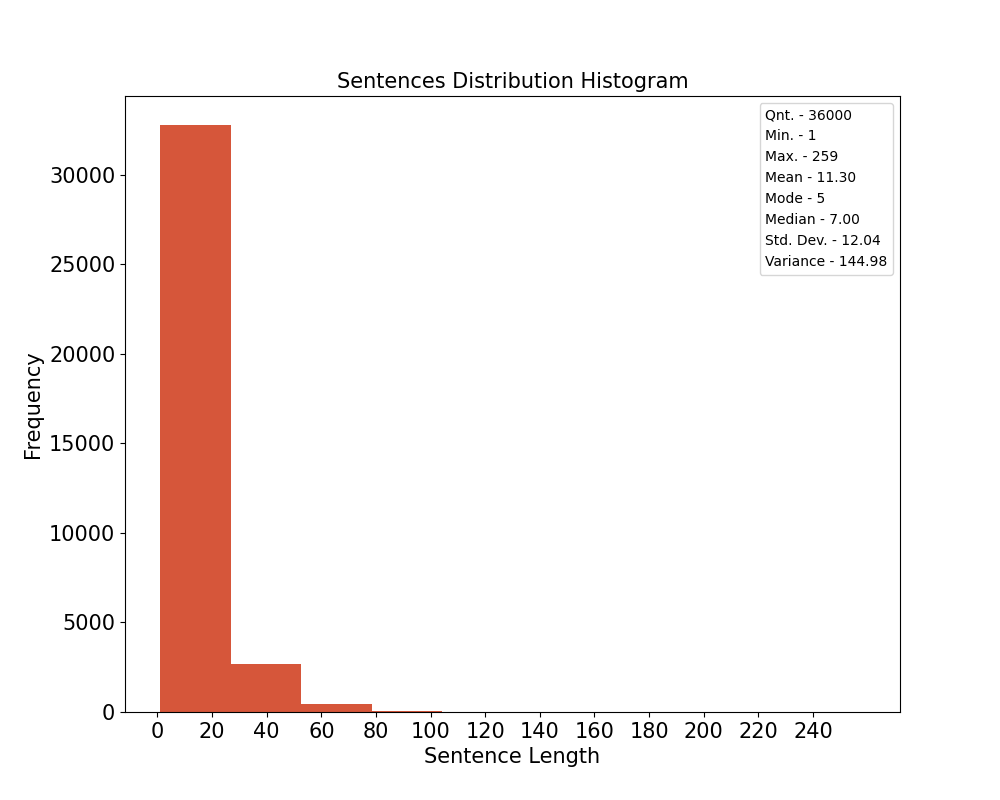 Sentences Distribution Histogram
Qnt. - 36000
Min. - 1
Max. - 259
Mean - 11.30
Mode - 5
Median - 7.00
Std. Dev. - 12.04
Variance - 144.98
30000
25000
20000
15000
10000
5000
0
Frequency
0 20 40 60 80 100 120 140 160 180 200 220 240
Sentence Length